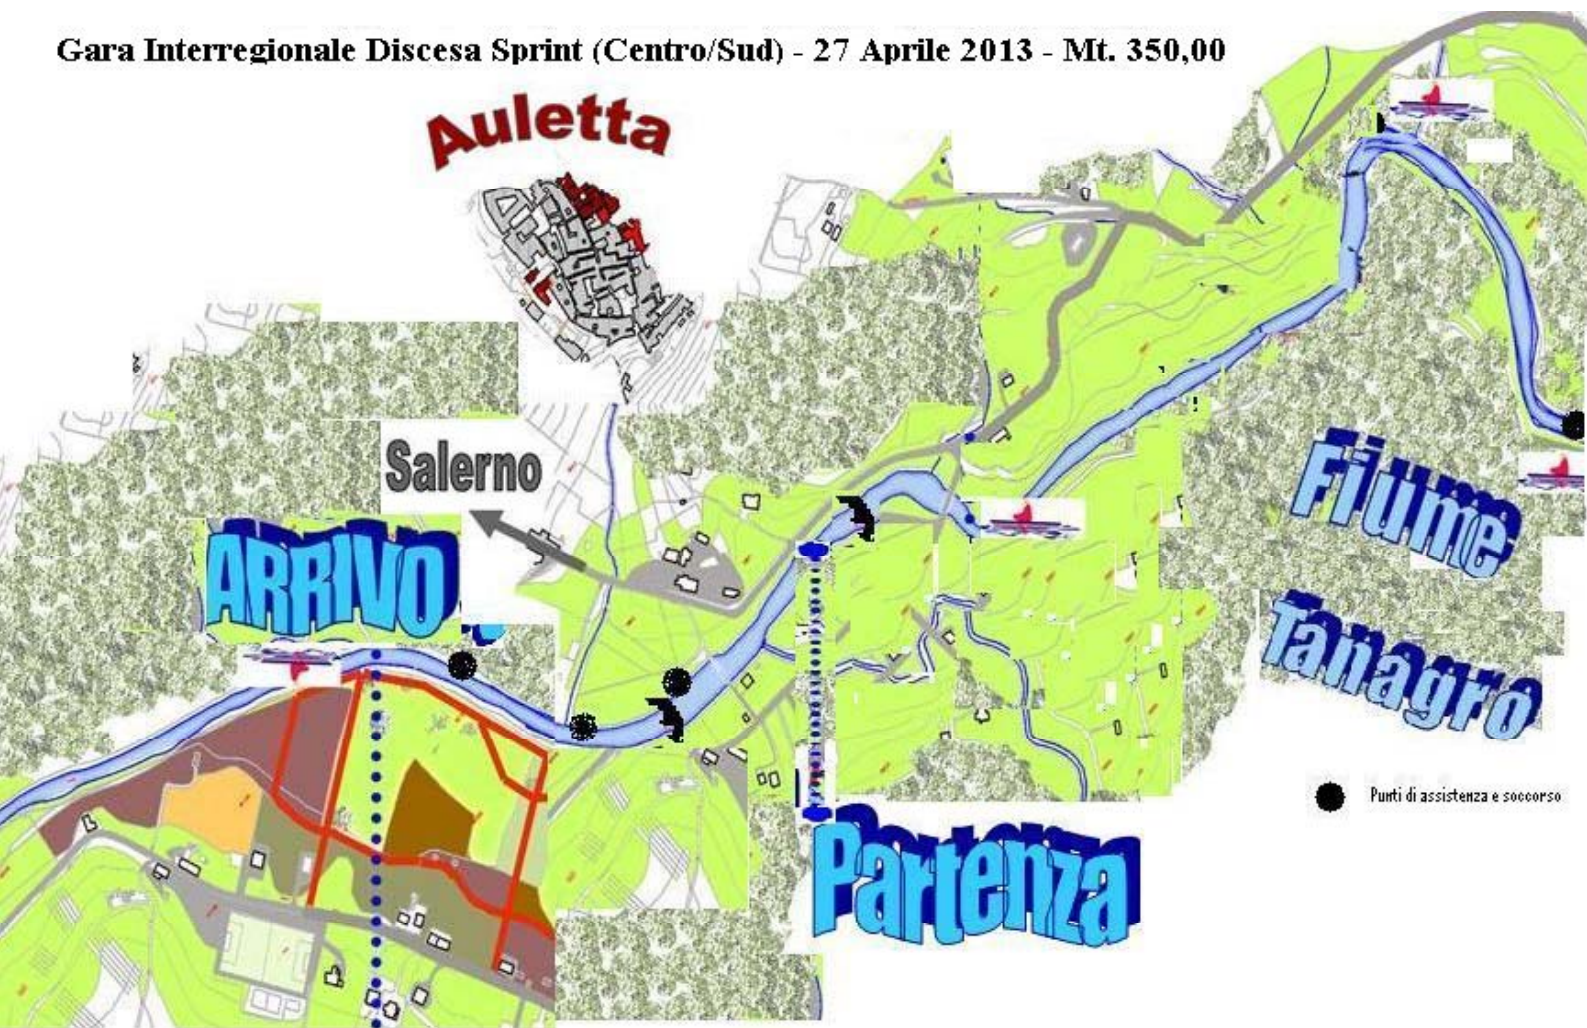 Gara Interregionale Discesa Sprint (Centro/Sud) - 27 Aprile 2013 - Mt. 350,00
Auletta
Salerno
ARRIVO
Fiume
Tanagro
Punti di assistenza e soccorso
Partenza